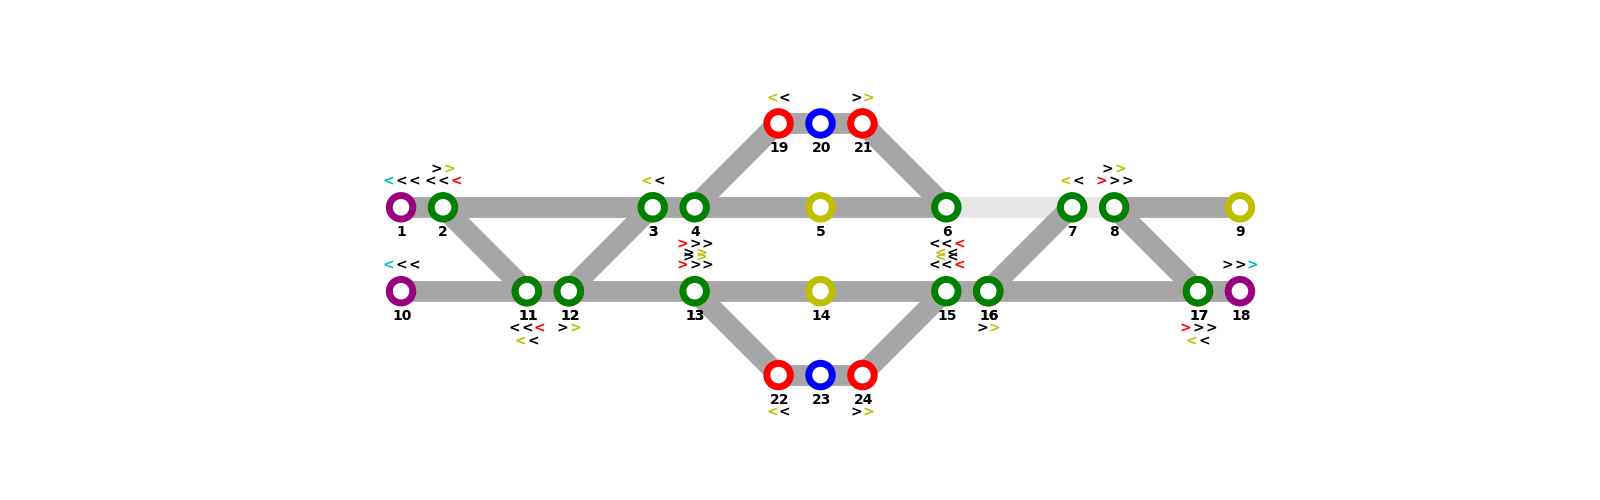 << >>
19 20 21
>> >>
<<< <<< << << >>>
1 2 3 4 5 6 7 8 9
>>> <<<
>> <<
>> <<
<<< >>> <<< >>>
10 11 12 13 14 15 16 17 18
<<< >> >> >>>
<< <<
22 23 24
<< >>